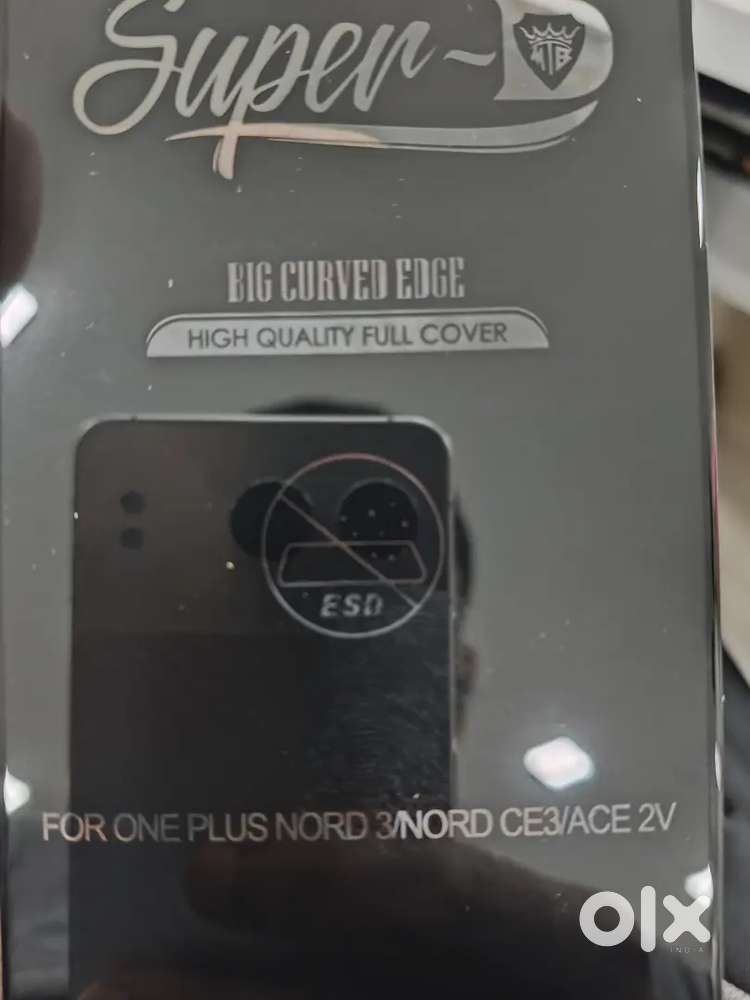 Super-D
MTB
BIG CURVED EDGE
HIGH QUALITY FULL COVER
ESD
FOR ONE PLUS NORD 3/NORD CE3/ACE 2V
olx
INDIA